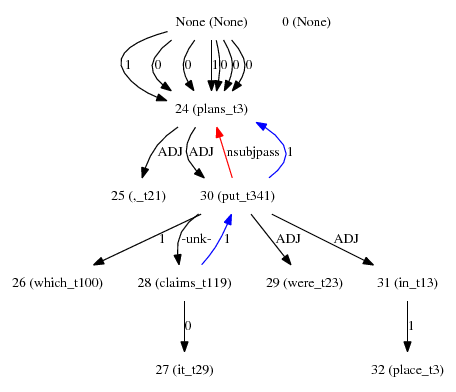 None (None) 0 (None)
1 0 0 1 0 0 0
24 (plans_t3)
ADJ ADJ nsubjpass 1
25 (,_t21) 30 (put_t341)
1 -unk- 1 ADJ ADJ
26 (which_t100) 28 (claims_t119) 29 (were_t23) 31 (in_t13)
0 1
27 (it_t29) 32 (place_t3)